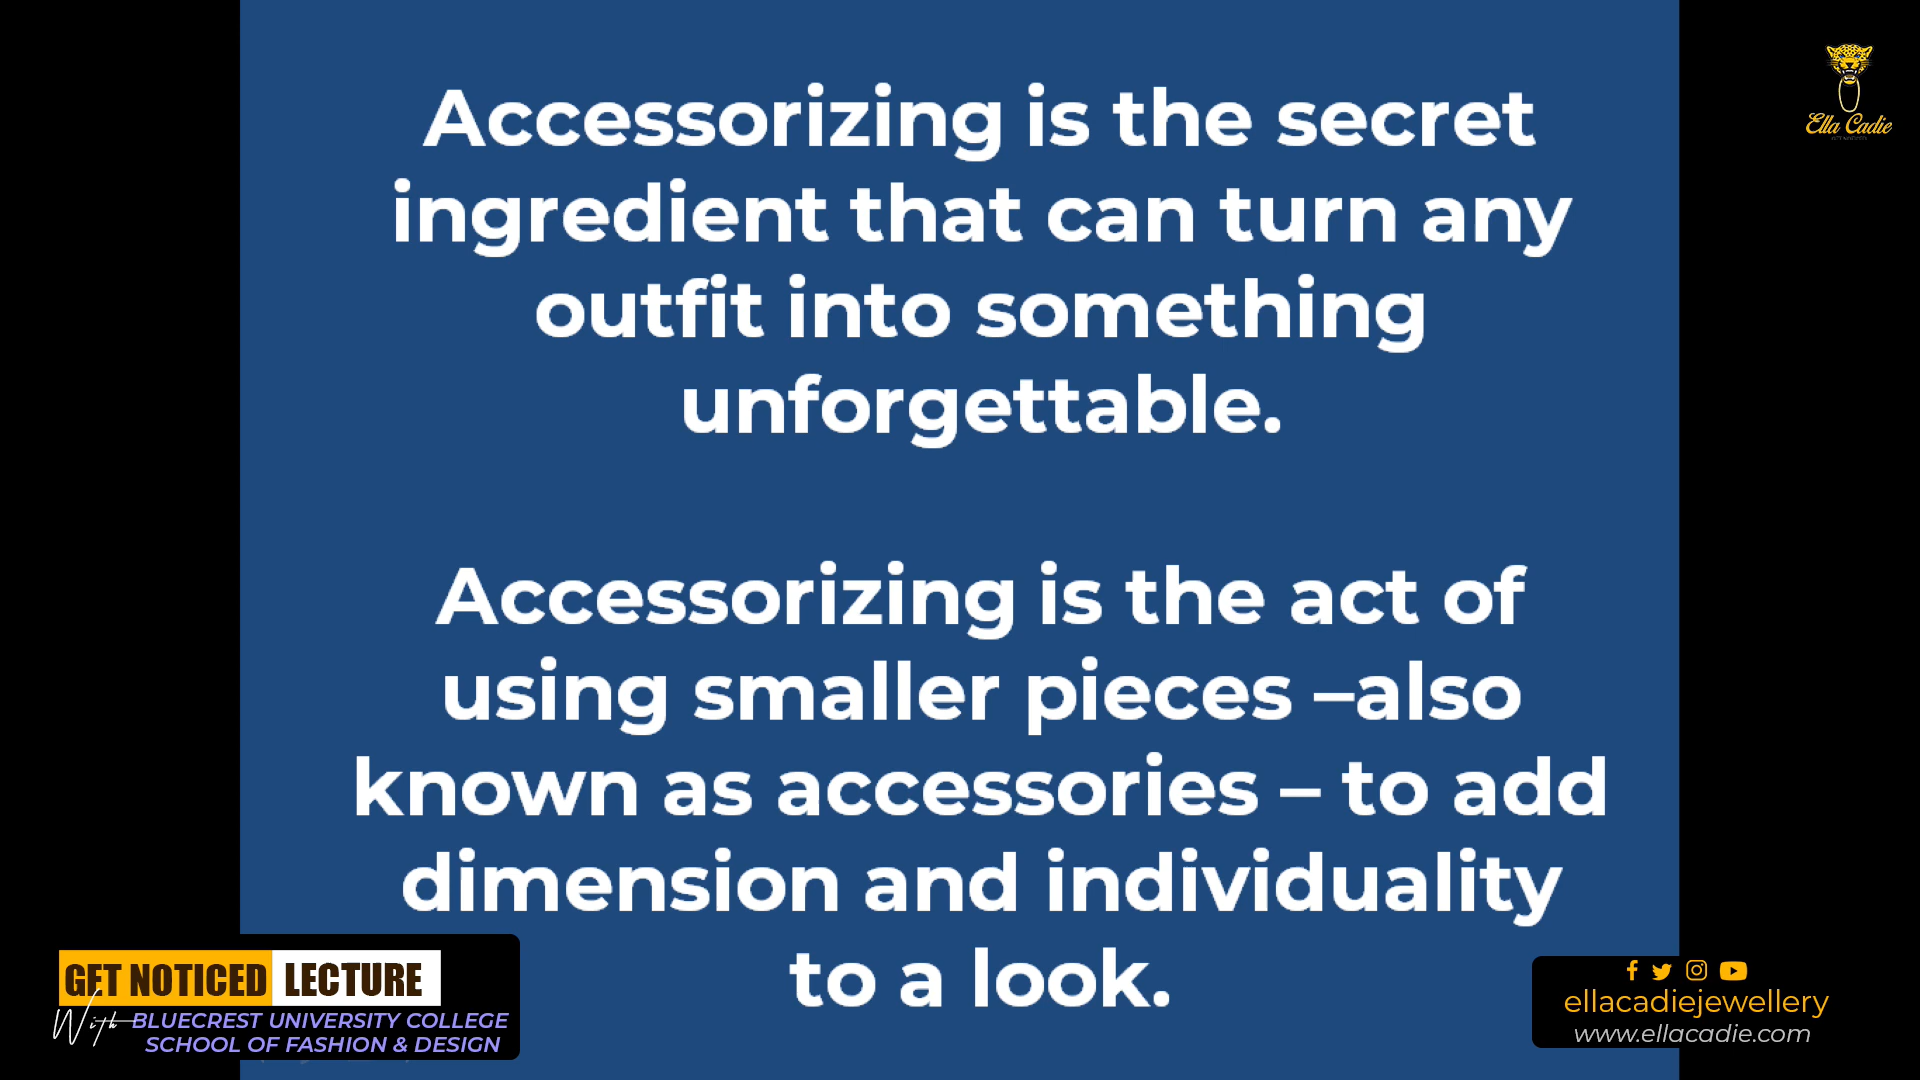 Accessorizing is the secret
ingredient that can turn any
outfit into something
unforgettable.
Accessorizing is the act of
using smaller pieces –also
known as accessories – to add
dimension and individuality
to a look.
Ella Cadie
GET NOTICED LECTURE
With BLUECREST UNIVERSITY COLLEGE
SCHOOL OF FASHION & DESIGN
ellacadiejewellery
www.ellacadie.com